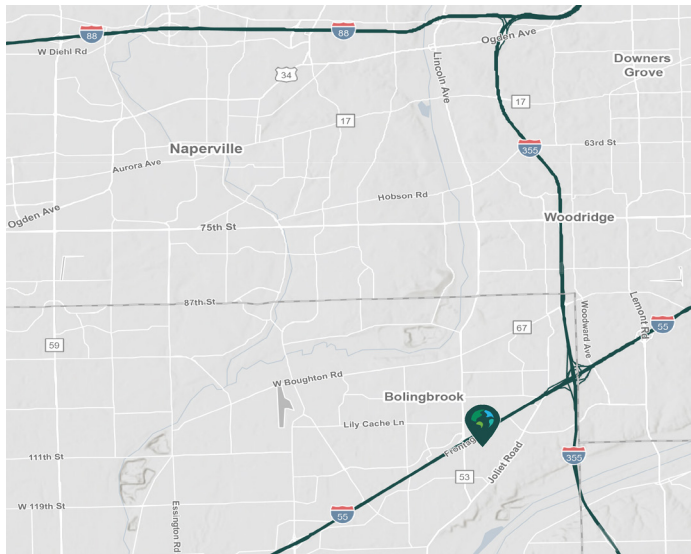 88
W Diehl Rd
88
Ogden Ave
Downers
Grove
34
Lincoln Ave
17
17
Naperville
355
63rd St
Aurora Ave
Hobson Rd
Ogden Ave
75th St
Woodridge
87th St
Woodward Ave
Lemont Rd
55
67
59
W Boughton Rd
Bolingbrook
Lily Cache Ln
111th St
Joliet Road
53
355
W 119th St
Essington Rd
55